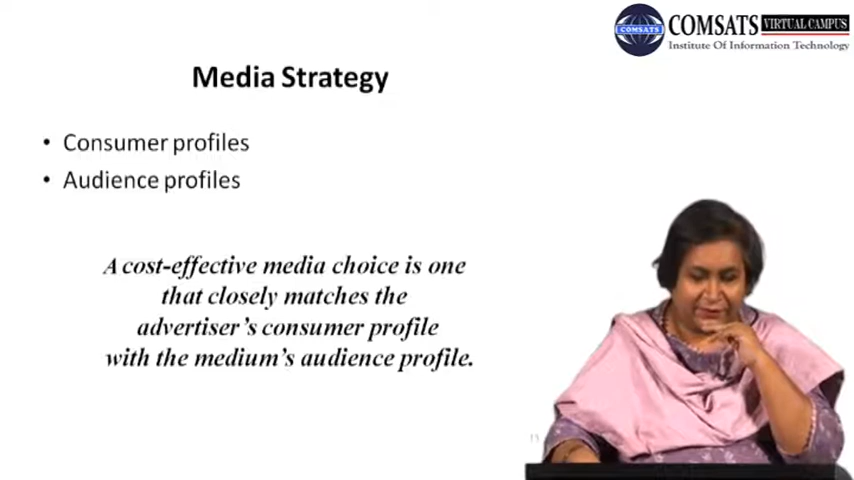 COMSATS VIRTUAL CAMPUS
COMSATS
Institute Of Information Technology
Media Strategy
• Consumer profiles
• Audience profiles
A cost-effective media choice is one
that closely matches the
advertiser's consumer profile
with the medium's audience profile.